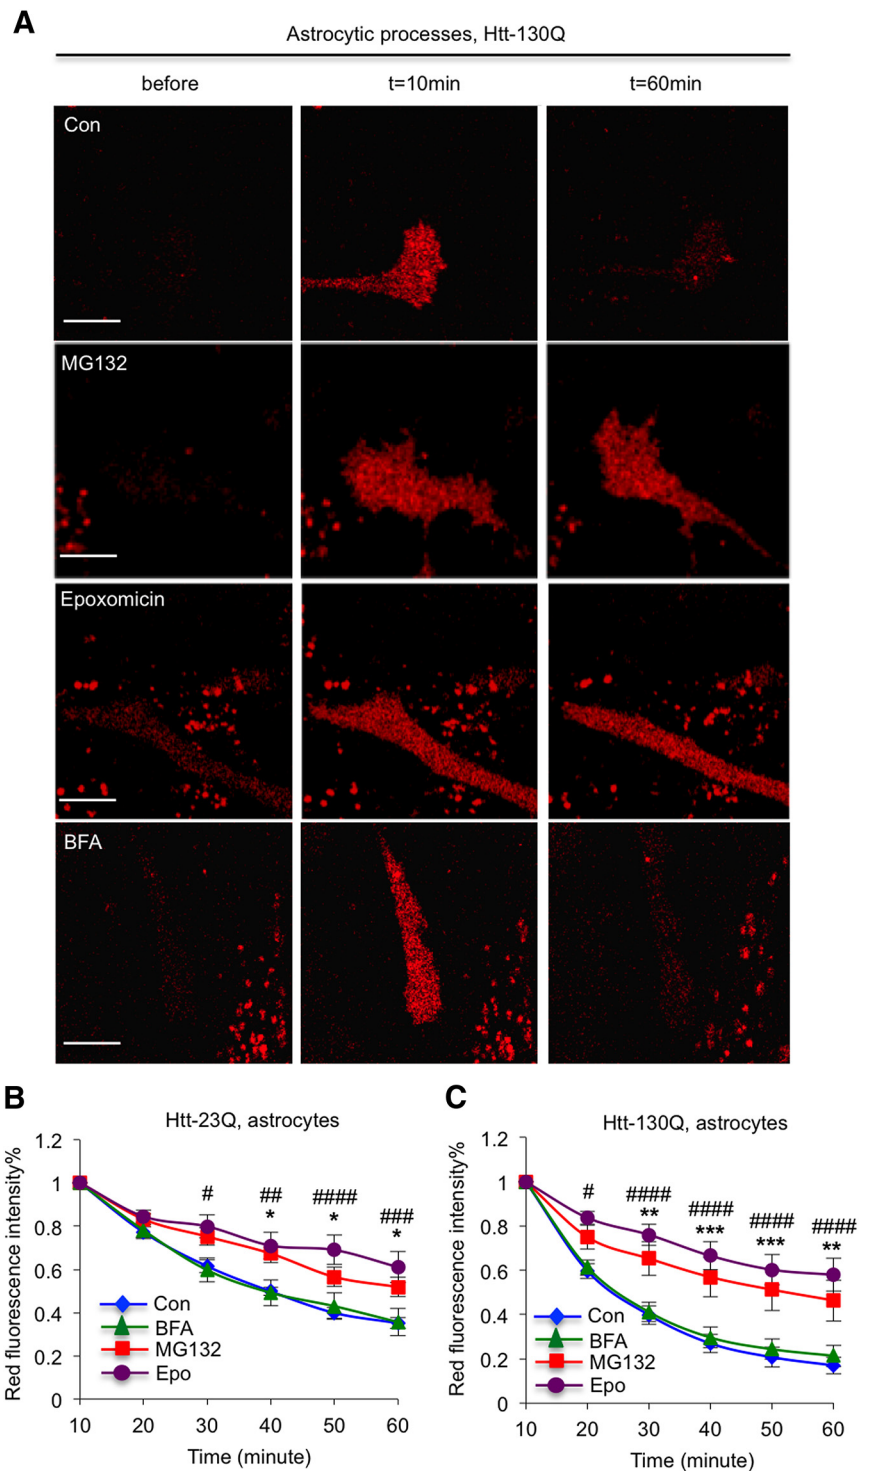 A
Astrocytic processes, Htt-130Q
before t=10min t=60min
Con
MG132
Epoxomicin
BFA
B
Htt-23Q, astrocytes
Red fluorescence intensity%
1.2
1
0.8
0.6
0.4
0.2
0
#
##
*
####
*
###
*
Con
BFA
MG132
Epo
10 20 30 40 50 60
Time (minute)
C
Htt-130Q, astrocytes
Red fluorescence intensity%
1.2
1
0.8
0.6
0.4
0.2
0
#
####
**
####
***
####
***
####
**
Con
BFA
MG132
Epo
10 20 30 40 50 60
Time (minute)